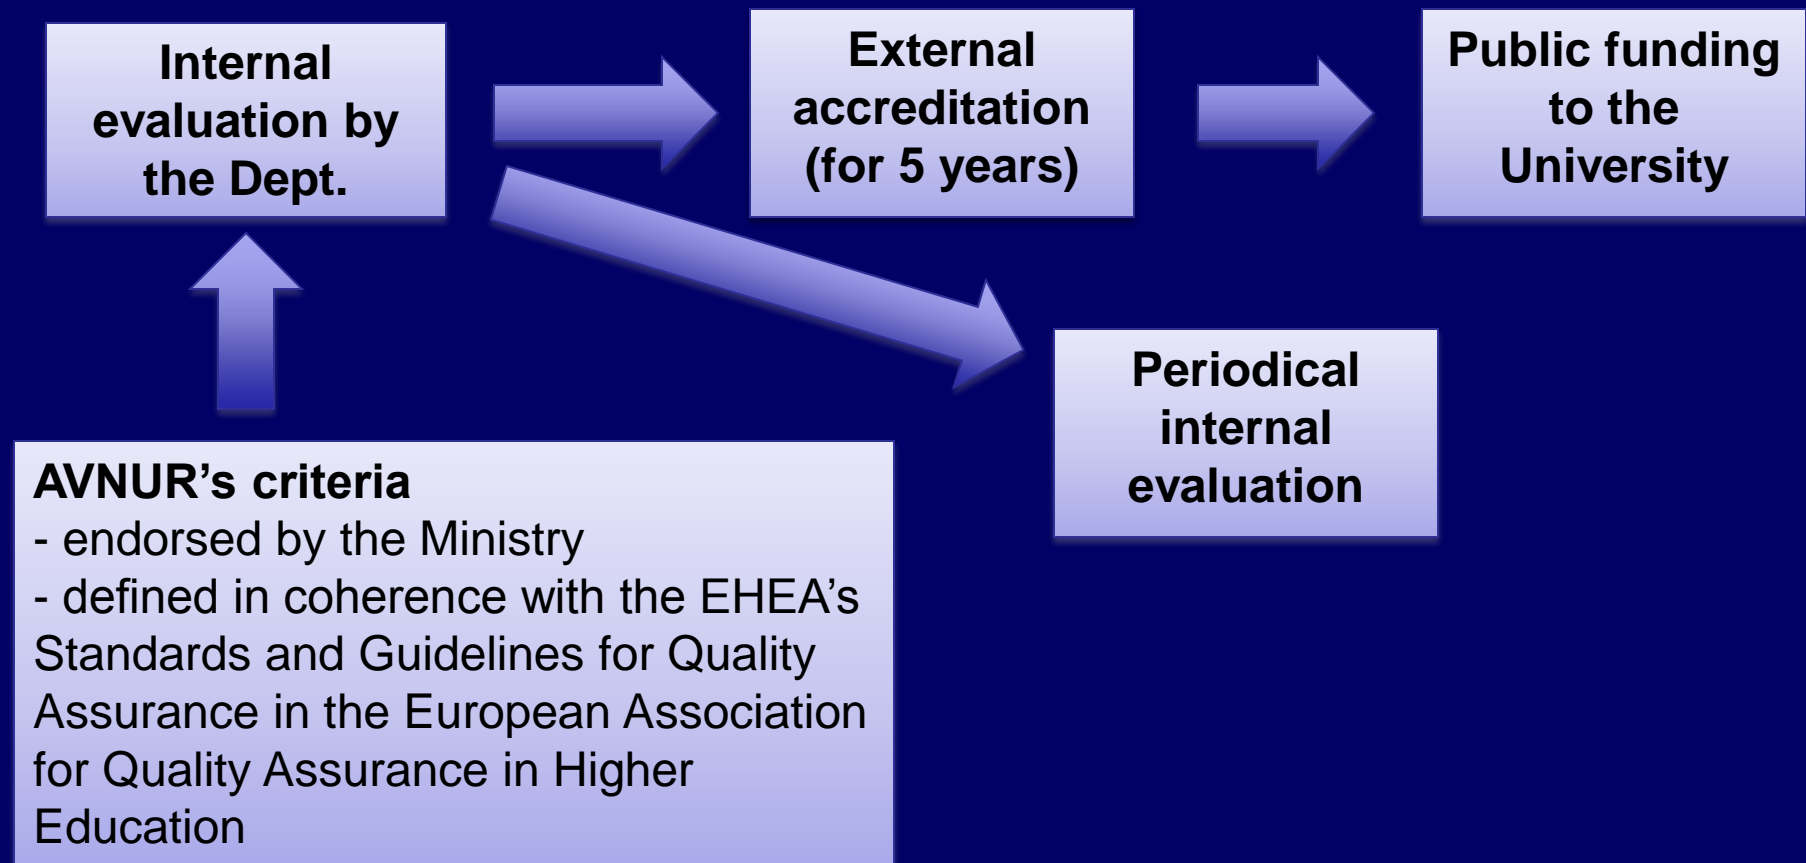 Internal
evaluation by
the Dept.
External
accreditation
(for 5 years)
Public funding
to the
University
Periodical
internal
evaluation
AVNUR’s criteria
- endorsed by the Ministry
- defined in coherence with the EHEA’s
Standards and Guidelines for Quality
Assurance in the European Association
for Quality Assurance in Higher
Education